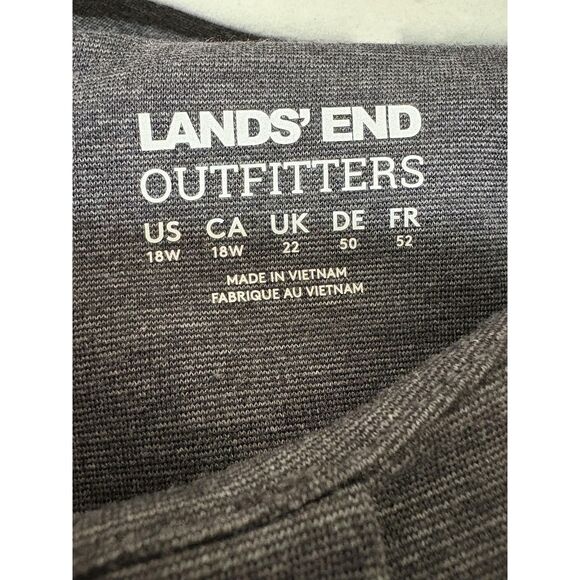 LANDS' END
OUTFITTERS
US CA UK DE FR
18W 18W 22 50 52
MADE IN VIETNAM
FABRIQUE AU VIETNAM